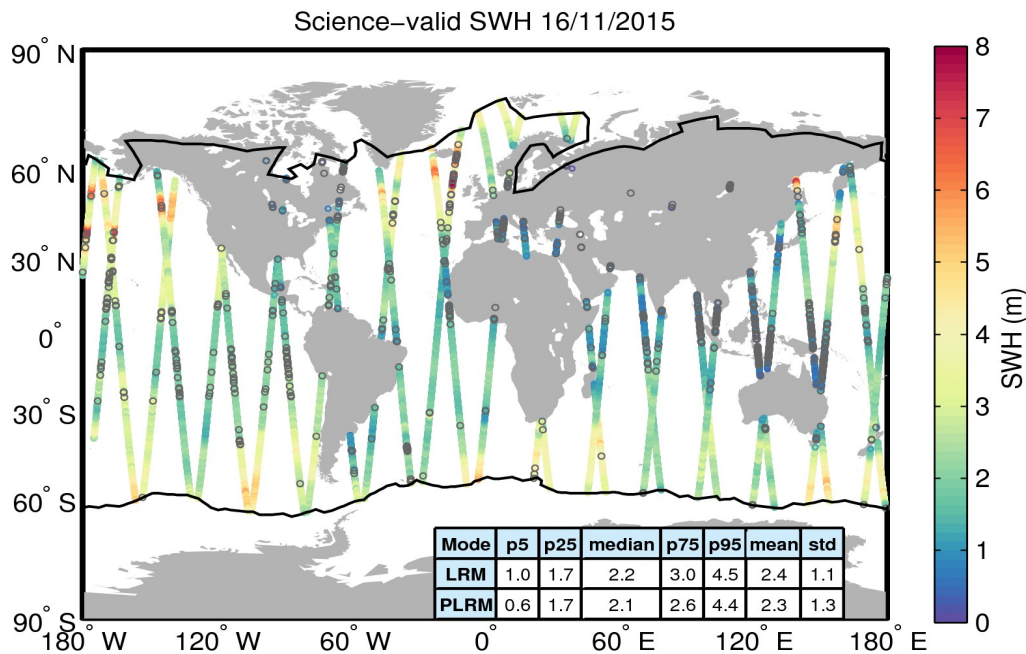 Science−valid SWH 16/11/2015
90° N
60° N
30° N
0°
30° S
60° S
90° S
180° W
120° W
60° W
0°
60° E
120° E
180° E
8
7
6
5
4
3
2
1
0
SWH (m)
Mode p5 p25 median p75 p95 mean std
LRM 1.0 1.7 2.2 3.0 4.5 2.4 1.1
PLRM 0.6 1.7 2.1 2.6 4.4 2.3 1.3